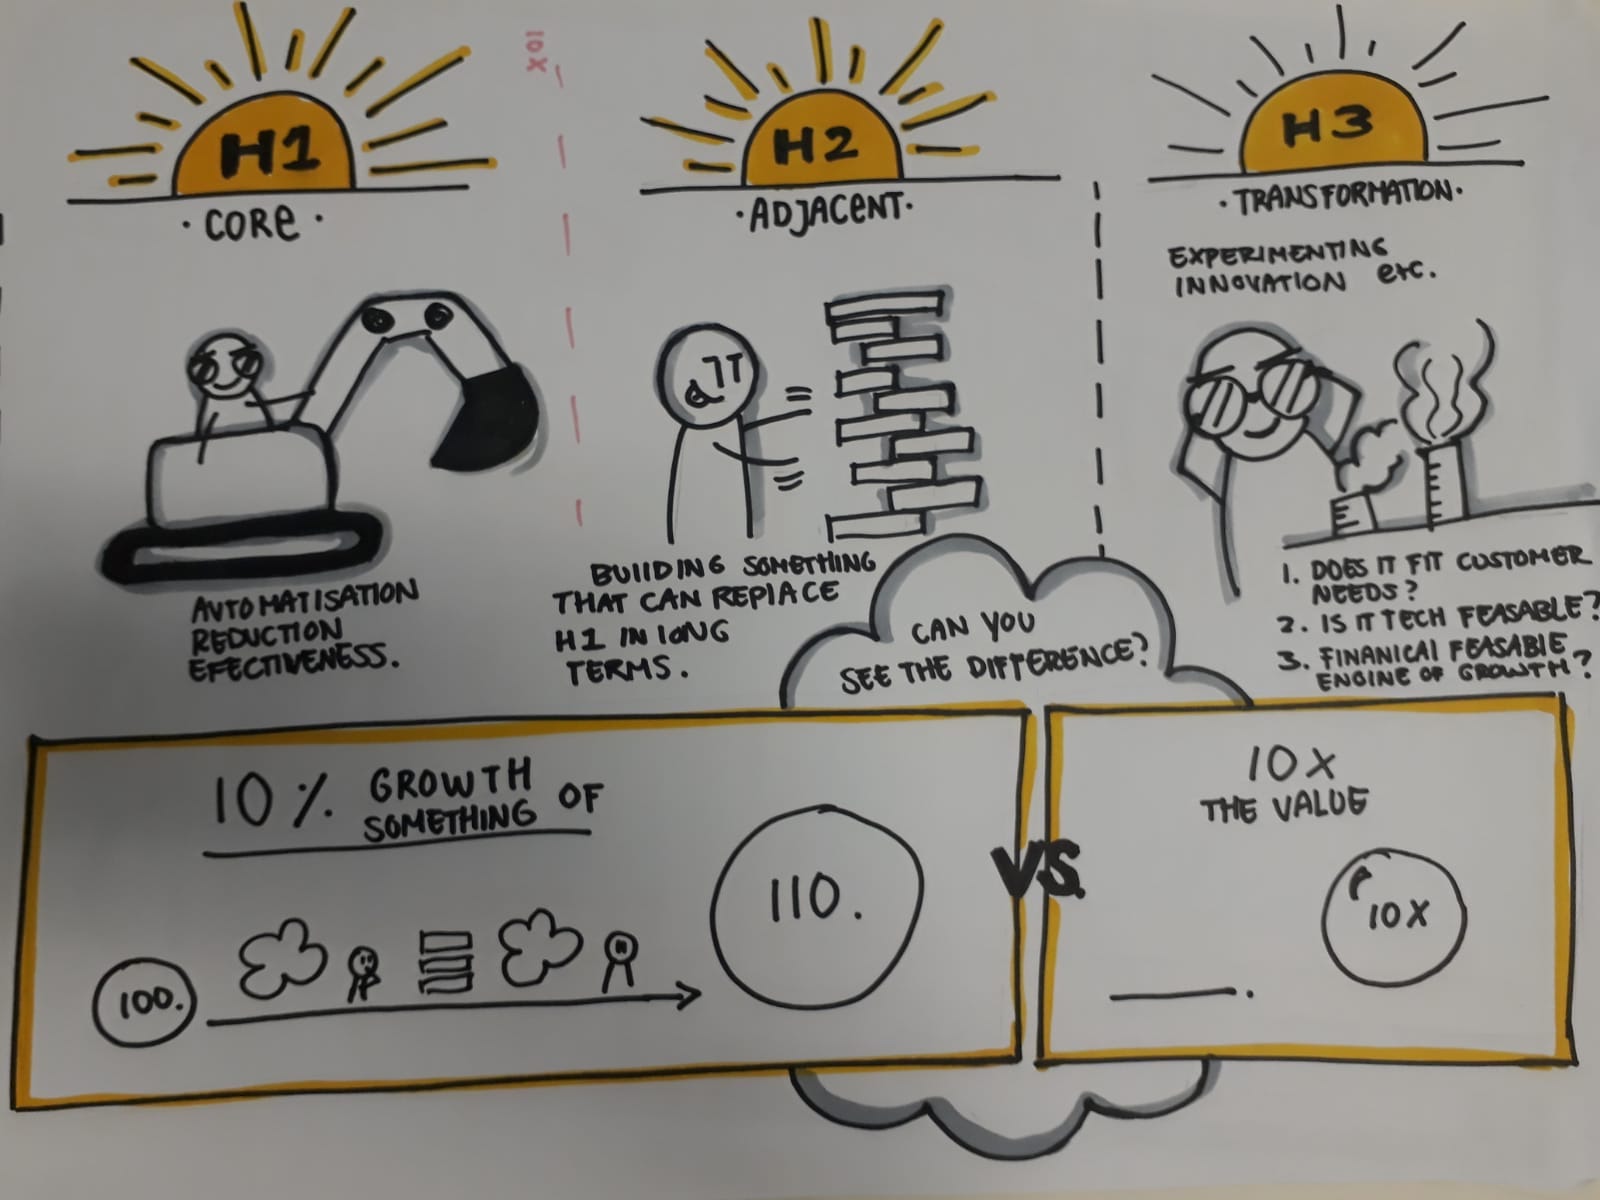 H1
· CORE ·
AUTOMATISATION
REDUCTION
EFECTIVENESS.
10X
H2
· ADJACENT ·
BUILDING SOMETHING
THAT CAN REPLACE
H1 IN LONG
TERMS.
H3
· TRANSFORMATION ·
EXPERIMENTING
INNOVATION etc.
1. DOES IT FIT CUSTOMER
NEEDS?
2. IS IT TECH FEASABLE?
3. FINANICAL FEASABLE
ENGINE OF GROWTH?
CAN YOU
SEE THE DIFFERENCE?
10% GROWTH OF
SOMETHING
100.
110.
VS.
10X
THE VALUE
10X